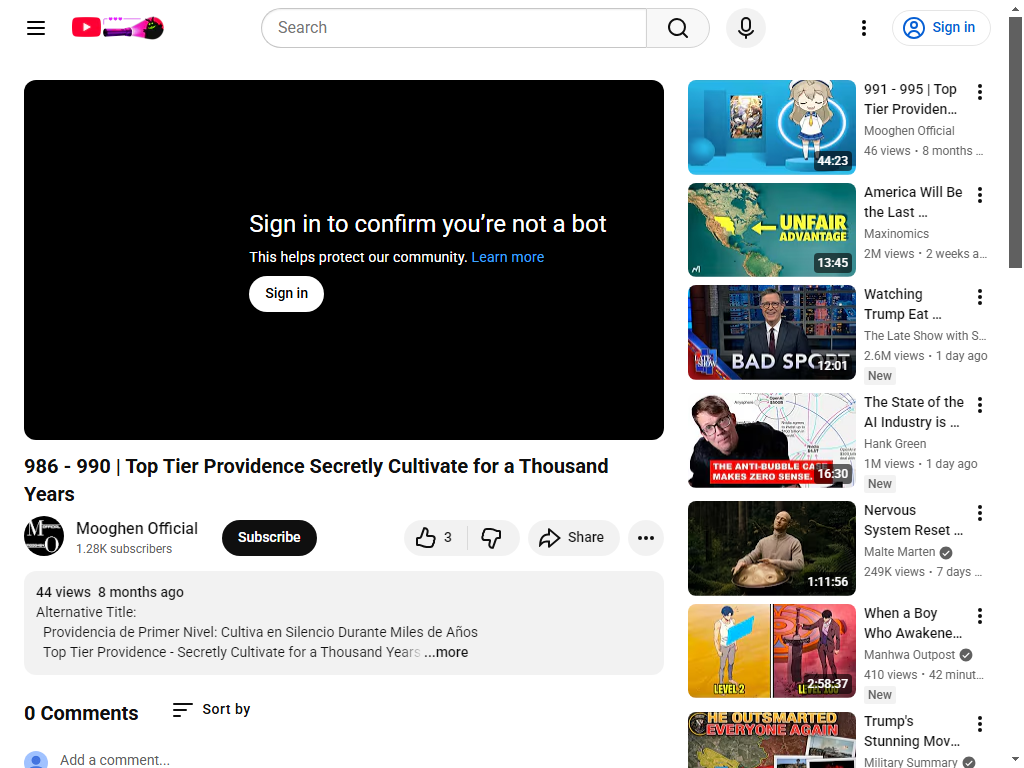 Search
Sign in
Sign in to confirm you’re not a bot
This helps protect our community. Learn more
Sign in
986 - 990 | Top Tier Providence Secretly Cultivate for a Thousand
Years
Mooghen Official
1.28K subscribers
Subscribe
3
Share
44 views 8 months ago
Alternative Title:
Providencia de Primer Nivel: Cultiva en Silencio Durante Miles de Años
Top Tier Providence - Secretly Cultivate for a Thousand Years ...more
0 Comments
Sort by
Add a comment...
44:23
991 - 995 | Top
Tier Providen...
Mooghen Official
46 views • 8 months ...
UNFAIR
ADVANTAGE
13:45
America Will Be
the Last ...
Maxinomics
2M views • 2 weeks a...
LATE SHOW
BAD SPORT
12:01
Watching
Trump Eat ...
The Late Show with S...
2.6M views • 1 day ago
New
THE ANTI-BUBBLE CA
MAKES ZERO SENSE.
16:30
The State of the
AI Industry is ...
Hank Green
1M views • 1 day ago
New
1:11:56
Nervous
System Reset ...
Malte Marten
249K views • 7 days ...
LEVEL 2
2:58:37
When a Boy
Who Awakene...
Manhwa Outpost
410 views • 42 minut...
New
HE OUTSMARTED
EVERYONE AGAIN
Trump's
Stunning Mov...
Military Summary